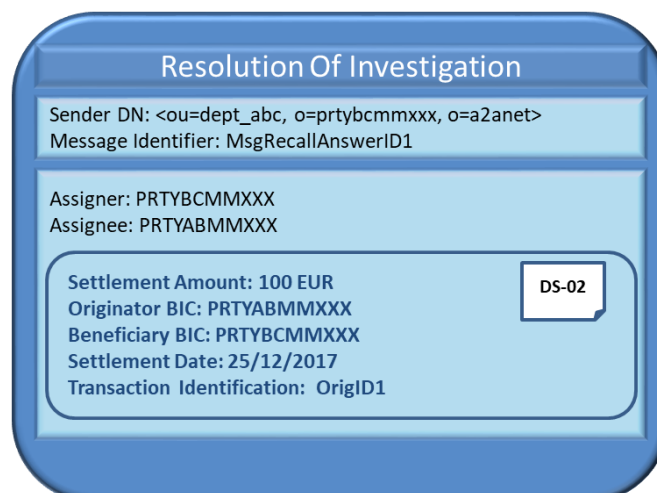 Resolution Of Investigation
Sender DN: <ou=dept_abc, o=prtybcmmxxx, o=a2anet>
Message Identifier: MsgRecallAnswerID1
Assigner: PRTYBCMMXXX
Assignee: PRTYABMMXXX
Settlement Amount: 100 EUR
DS-02
Originator BIC: PRTYABMMXXX
Beneficiary BIC: PRTYBCMMXXX
Settlement Date: 25/12/2017
Transaction Identification: OrigID1